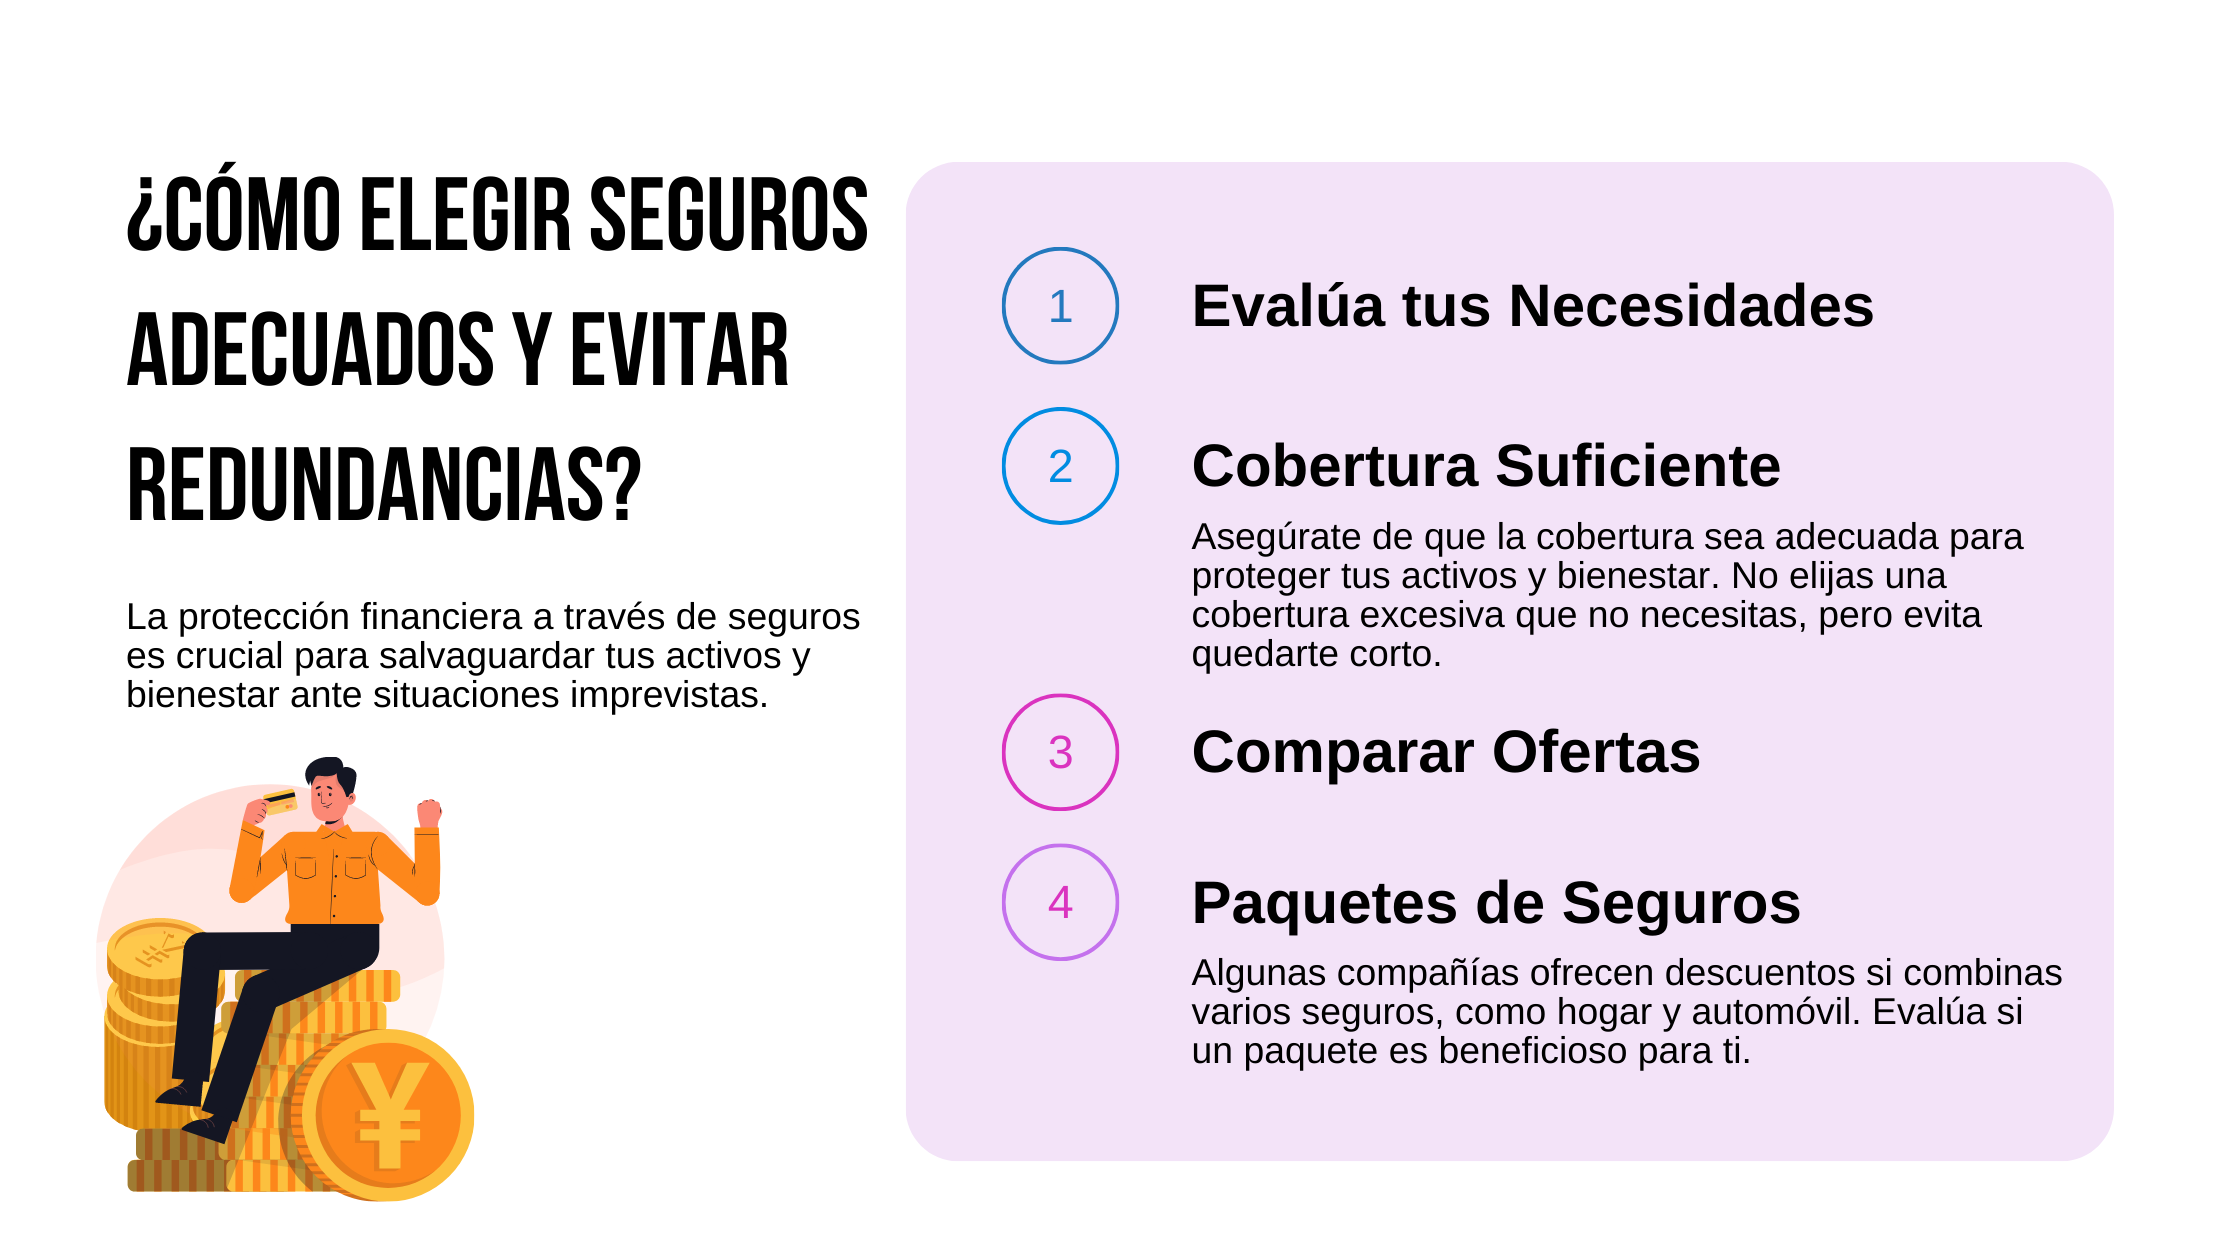 ¿CÓMO ELEGIR SEGUROS
ADECUADOS Y EVITAR
REDUNDANCIAS?
La protección financiera a través de seguros
es crucial para salvaguardar tus activos y
bienestar ante situaciones imprevistas.
¥
1
Evalúa tus Necesidades
2
Cobertura Suficiente
Asegúrate de que la cobertura sea adecuada para
proteger tus activos y bienestar. No elijas una
cobertura excesiva que no necesitas, pero evita
quedarte corto.
3
Comparar Ofertas
4
Paquetes de Seguros
Algunas compañías ofrecen descuentos si combinas
varios seguros, como hogar y automóvil. Evalúa si
un paquete es beneficioso para ti.